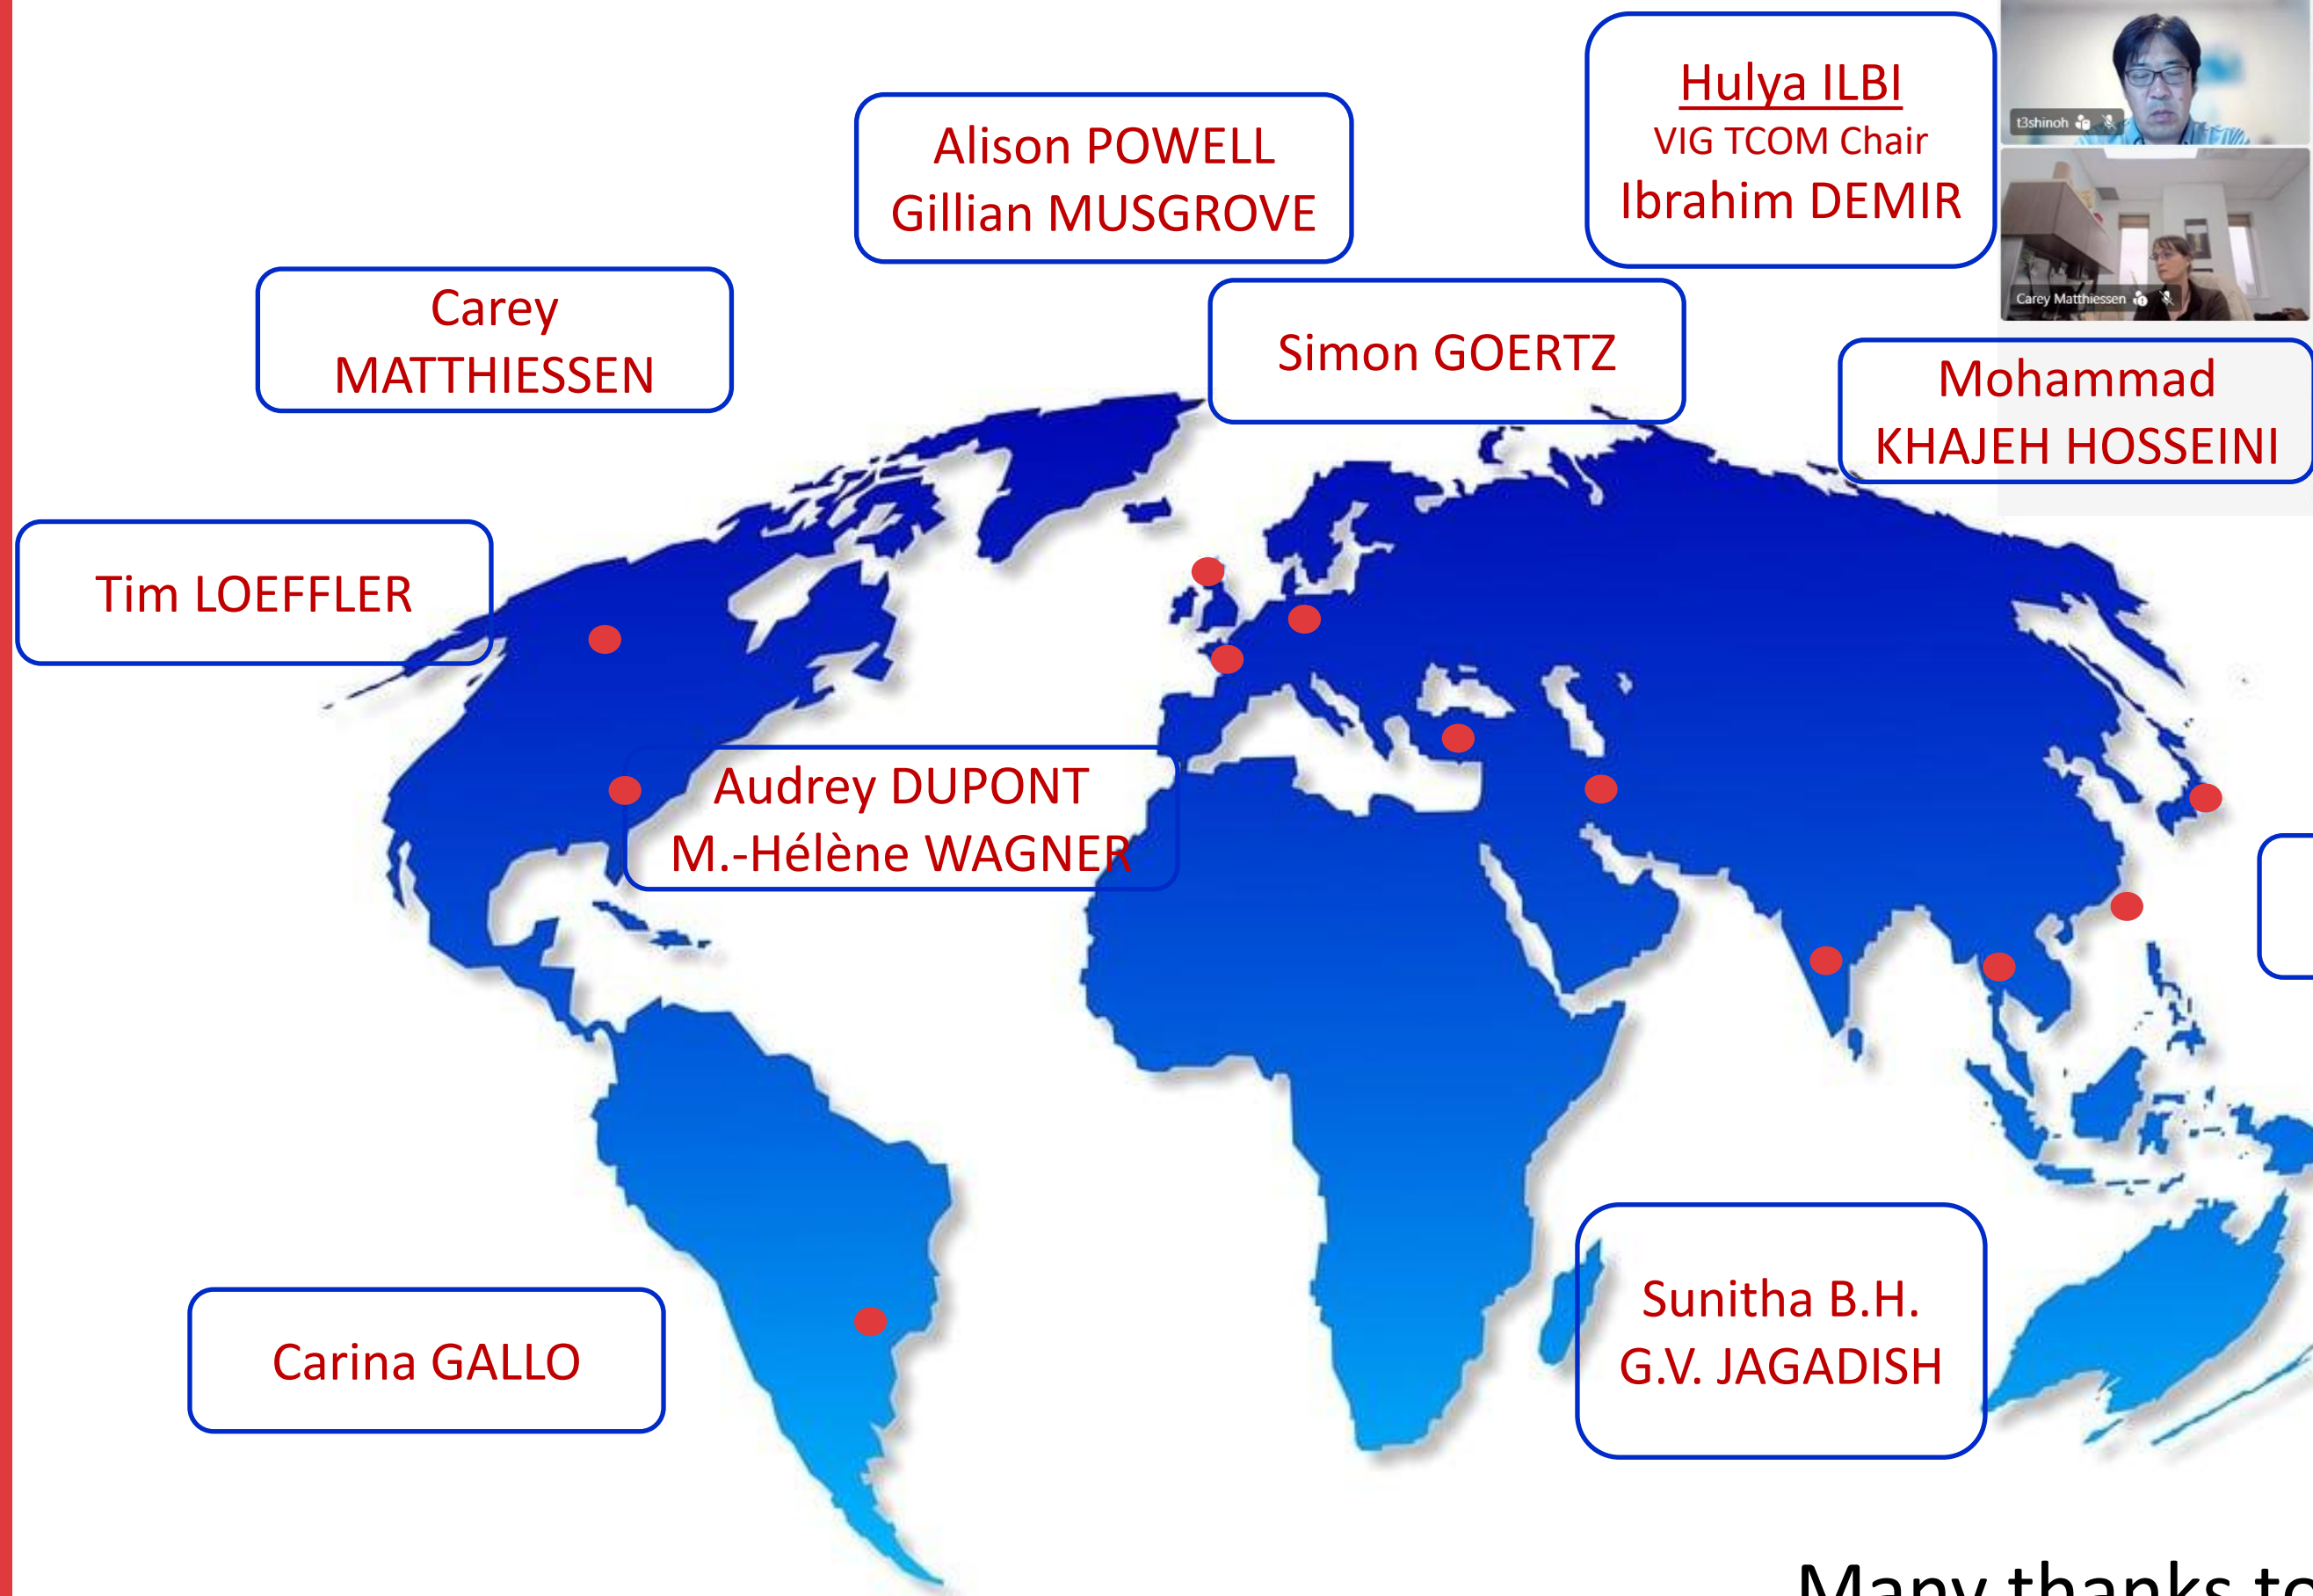 Hulya ILBI
VIG TCOM Chair
Ibrahim DEMIR
t3shinoh
Alison POWELL
Gillian MUSGROVE
Carey Matthiessen
Carey
MATTHIESSEN
Simon GOERTZ
Mohammad
KHAJEH HOSSEINI
Tim LOEFFLER
Audrey DUPONT
M.-Hélène WAGNER
Sunitha B.H.
G.V. JAGADISH
Carina GALLO
Many thanks to